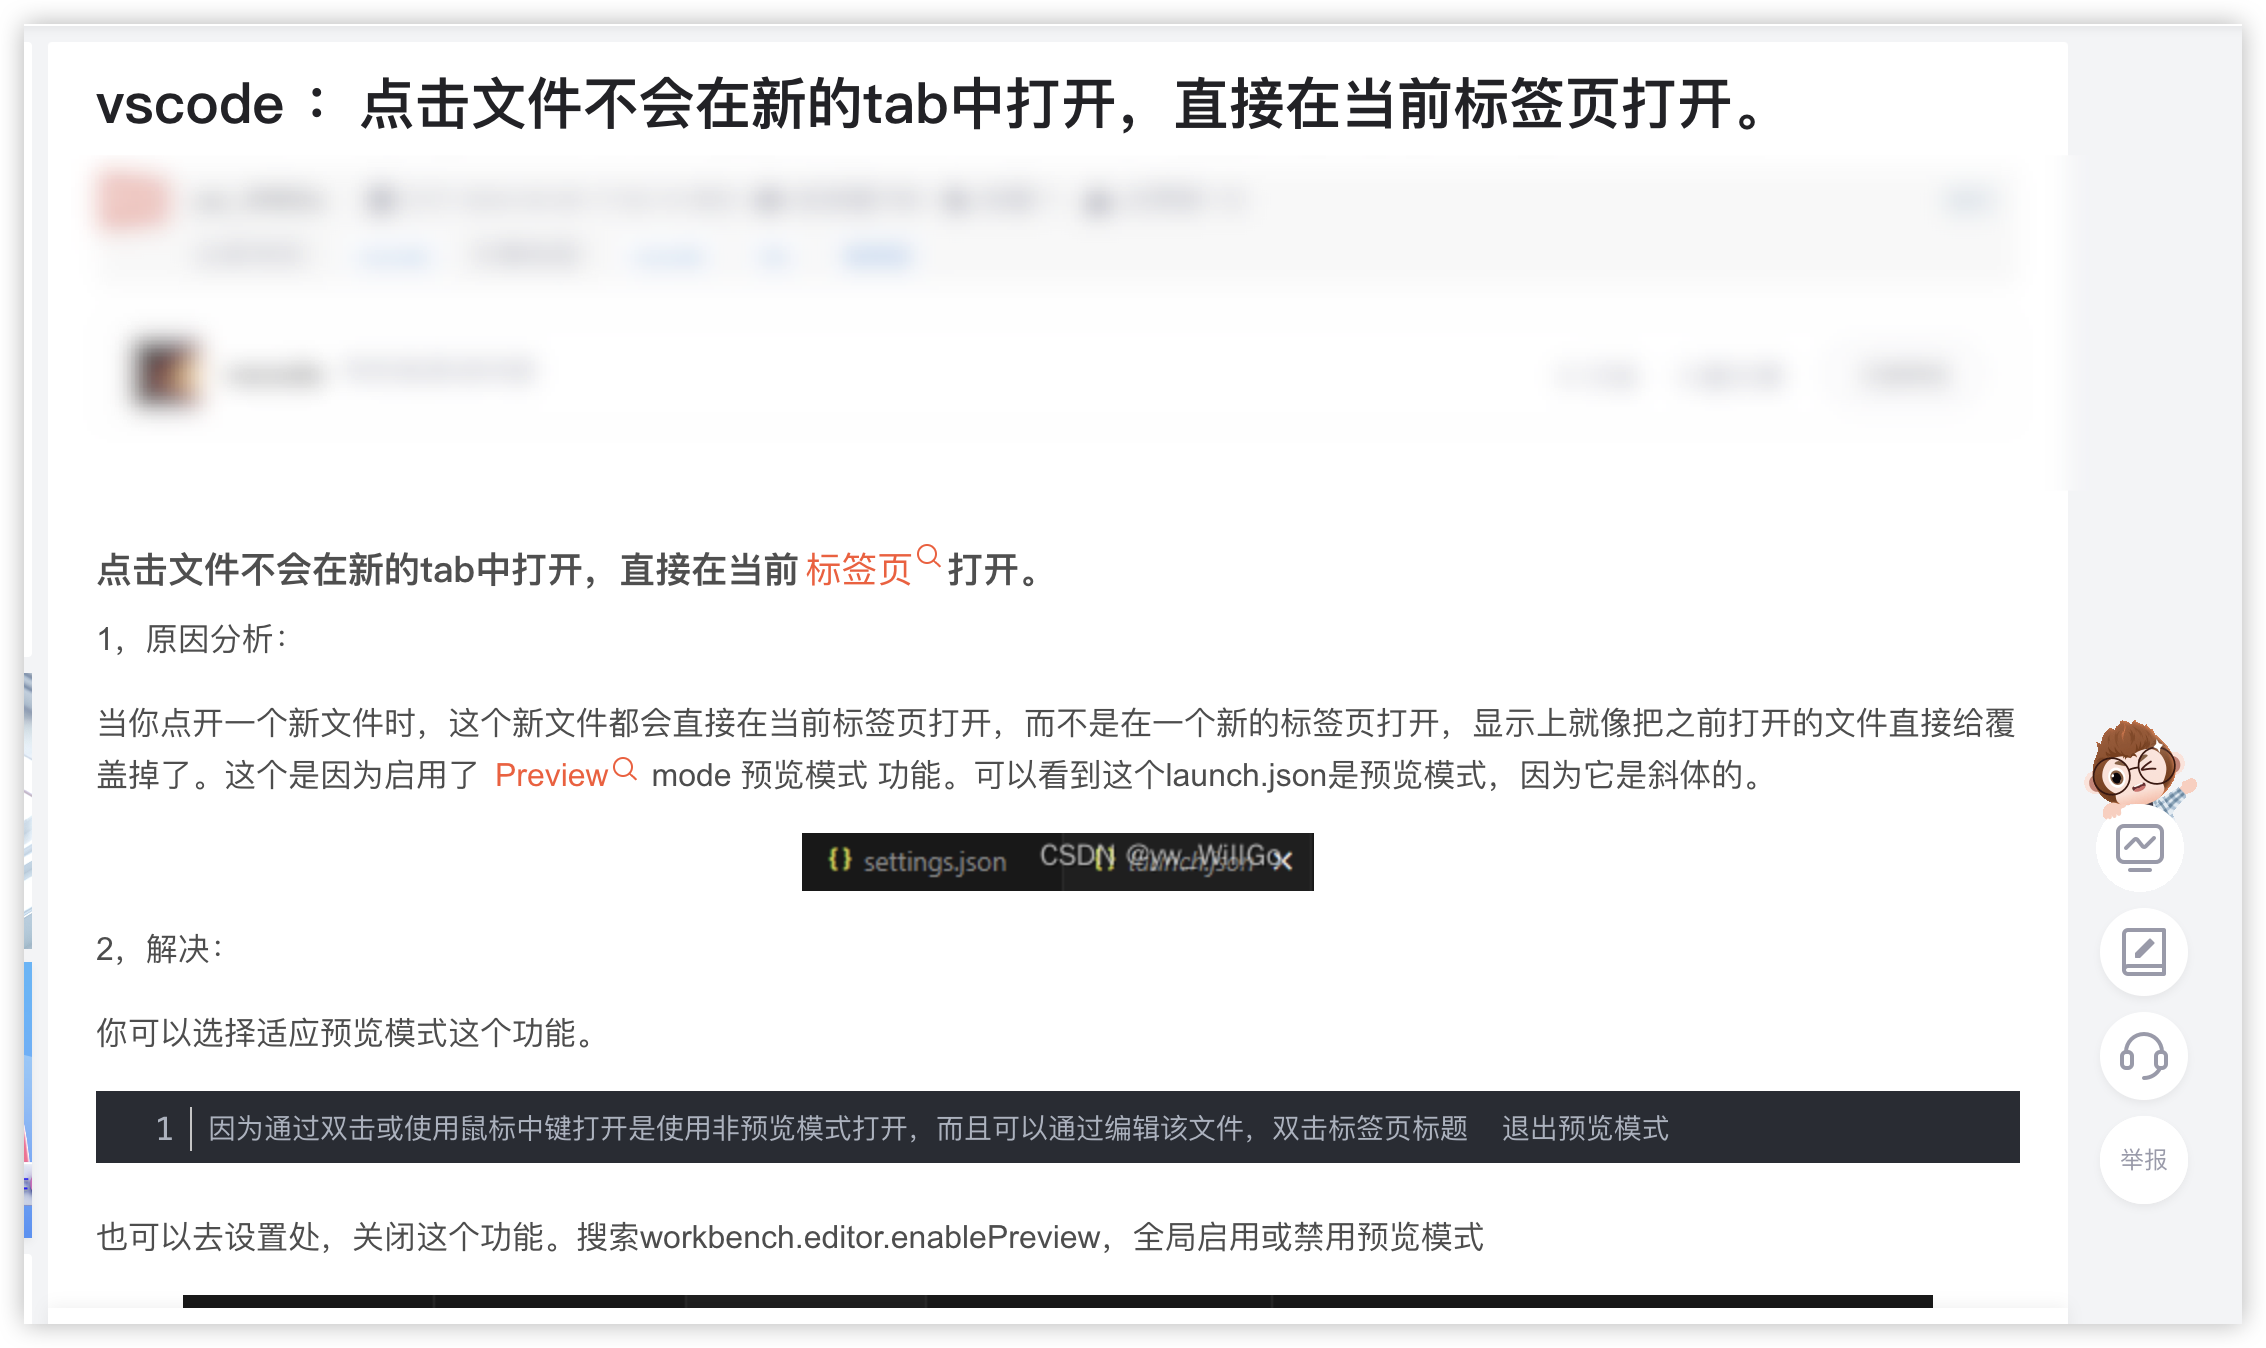 vscode ： 点击文件不会在新的tab中打开，直接在当前标签页打开。
点击文件不会在新的tab中打开，直接在当前 标签页 打开。
1，原因分析：
当你点开一个新文件时，这个新文件都会直接在当前标签页打开，而不是在一个新的标签页打开，显示上就像把之前打开的文件直接给覆
盖掉了。这个是因为启用了 Preview mode 预览模式 功能。可以看到这个launch.json是预览模式，因为它是斜体的。
{} settings.json {} launch.json ×
CSDN @yw_WillGo
2，解决：
你可以选择适应预览模式这个功能。
1 因为通过双击或使用鼠标中键打开是使用非预览模式打开，而且可以通过编辑该文件，双击标签页标题 退出预览模式
举报
也可以去设置处，关闭这个功能。搜索workbench.editor.enablePreview，全局启用或禁用预览模式